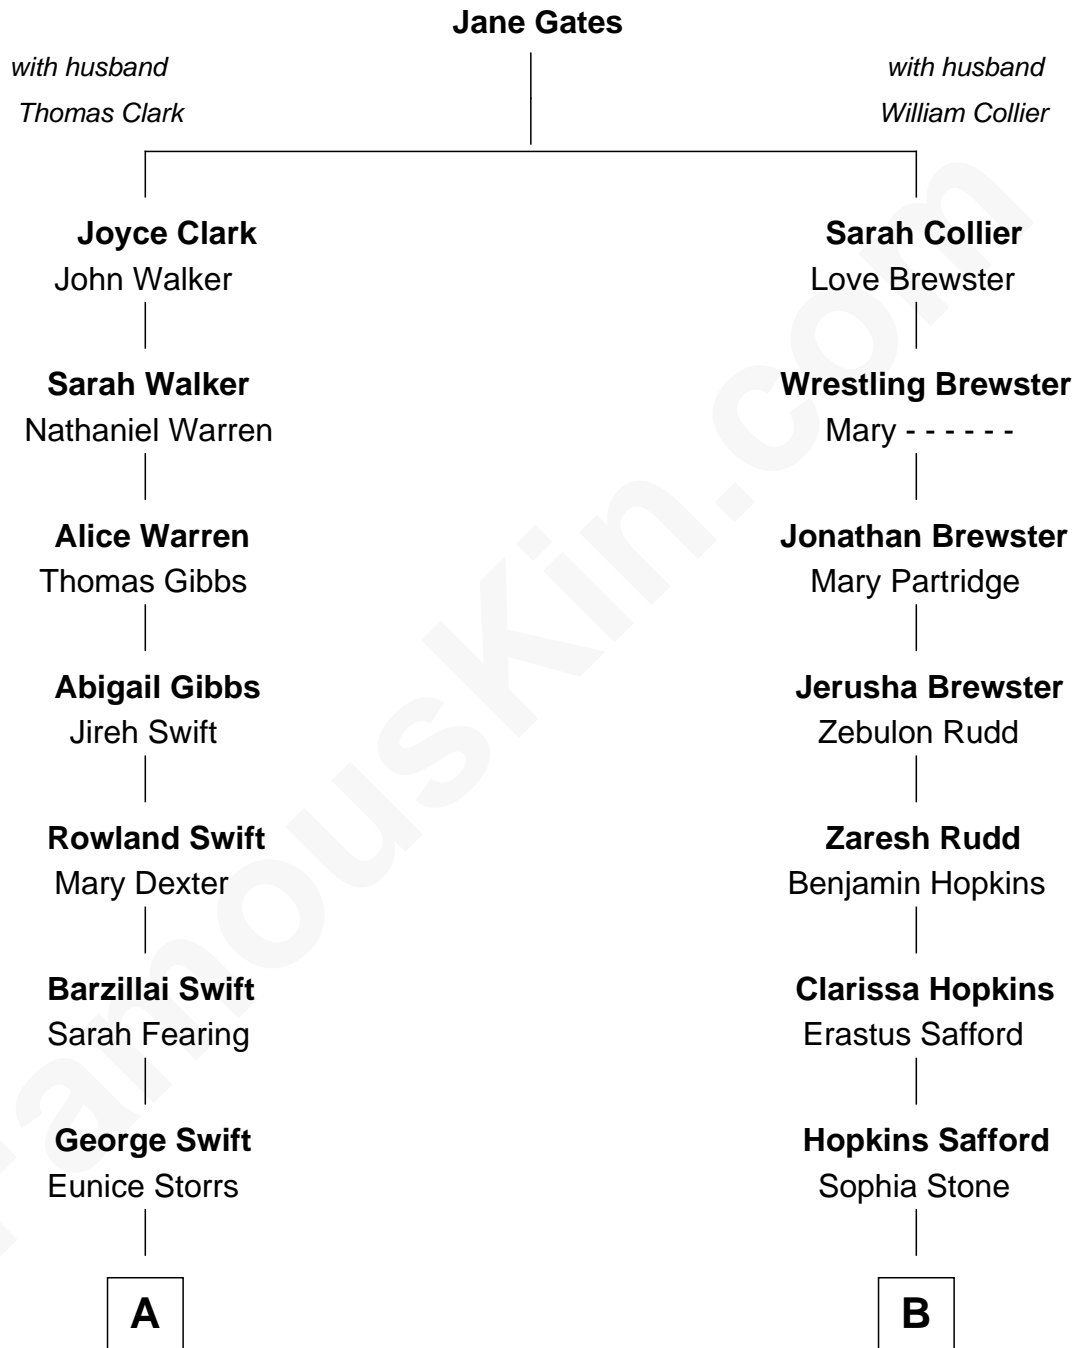 Jane Gates
with husband
Thomas Clark
with husband
William Collier
Joyce Clark
John Walker
Sarah Walker
Nathaniel Warren
Alice Warren
Thomas Gibbs
Abigail Gibbs
Jireh Swift
Rowland Swift
Mary Dexter
Barzillai Swift
Sarah Fearing
George Swift
Eunice Storrs
A
Sarah Collier
Love Brewster
Wrestling Brewster
Mary - - - - - -
Jonathan Brewster
Mary Partridge
Jerusha Brewster
Zebulon Rudd
Zaresh Rudd
Benjamin Hopkins
Clarissa Hopkins
Erastus Safford
Hopkins Safford
Sophia Stone
B
FamousKin.com